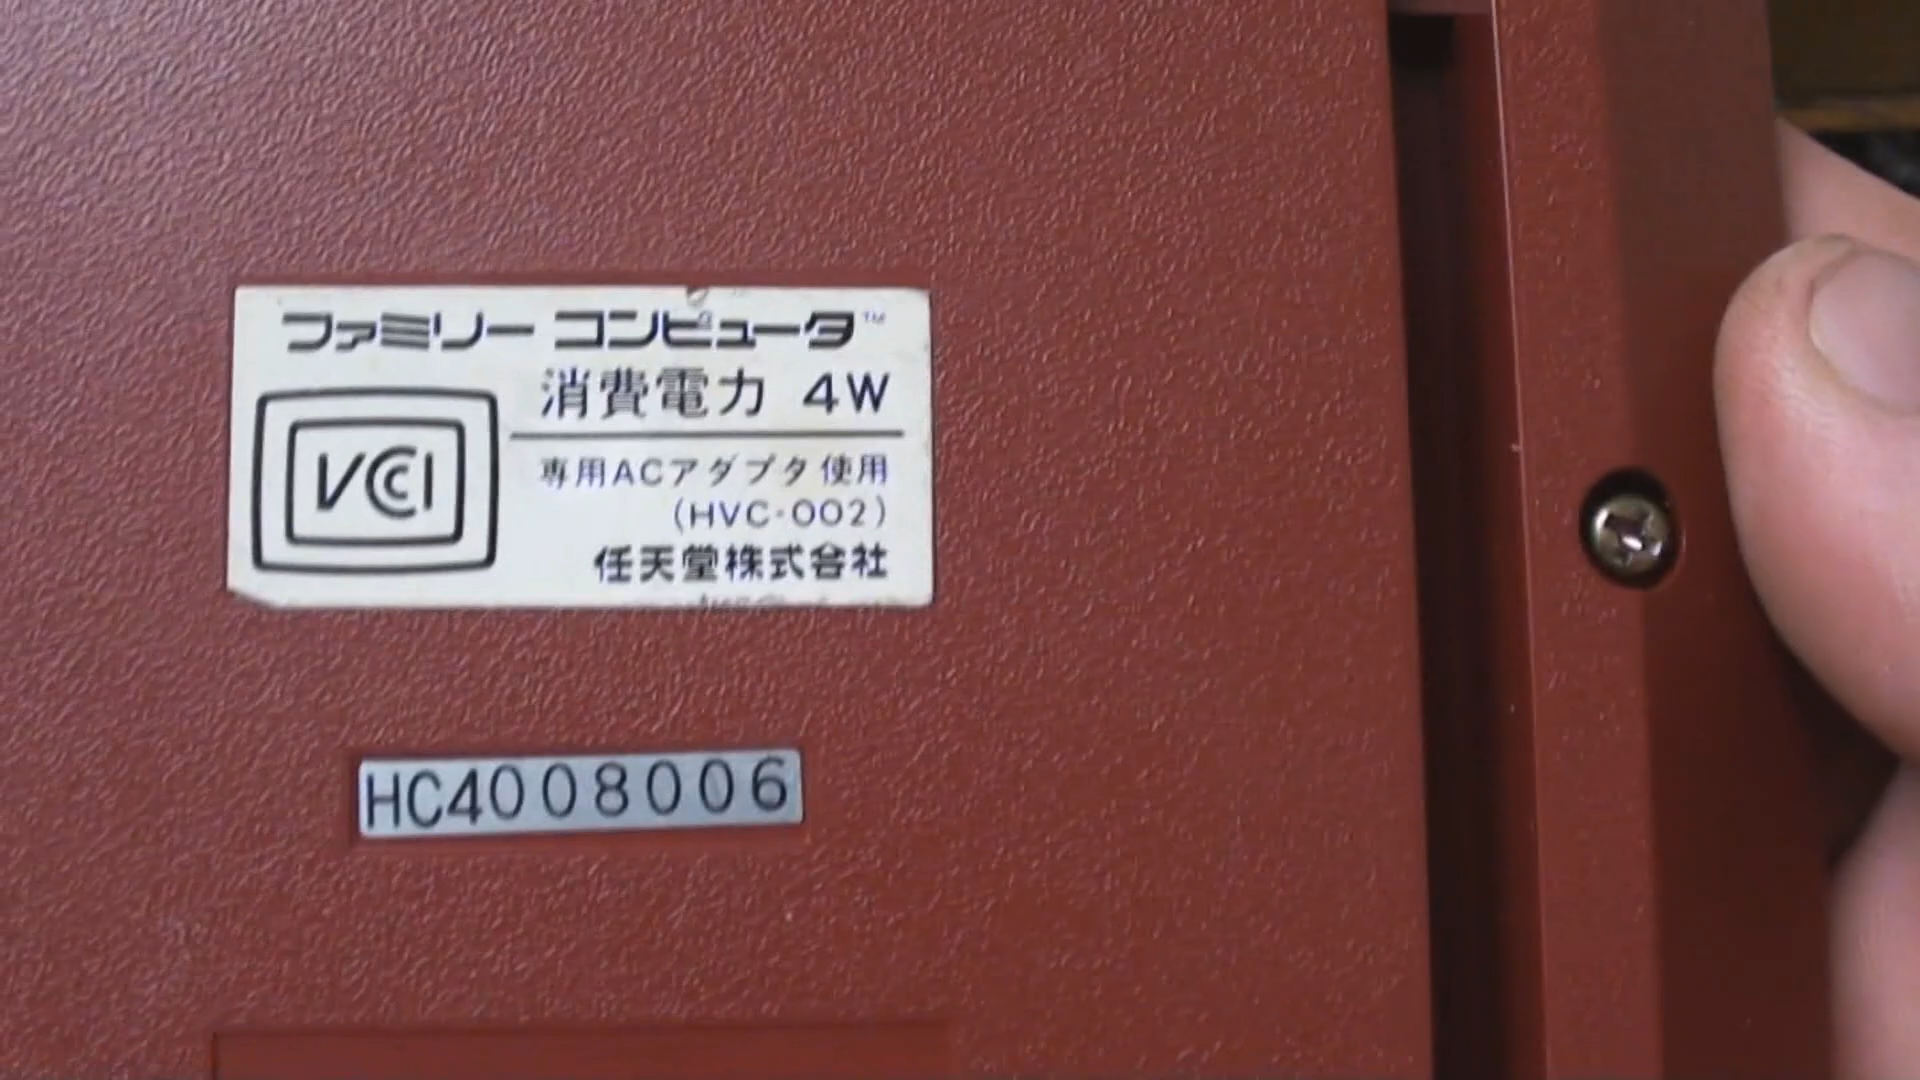 ファミリー コンピュータ™
消費電力 4W
VCCI
専用ACアダプタ使用
(HVC-002)
任天堂株式会社
HC4008006